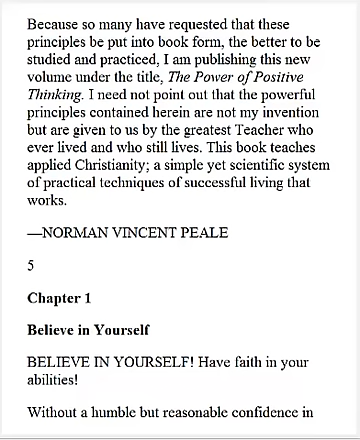 Because so many have requested that these
principles be put into book form, the better to be
studied and practiced, I am publishing this new
volume under the title, The Power of Positive
Thinking. I need not point out that the powerful
principles contained herein are not my invention
but are given to us by the greatest Teacher who
ever lived and who still lives. This book teaches
applied Christianity; a simple yet scientific system
of practical techniques of successful living that
works.
—NORMAN VINCENT PEALE
5
Chapter 1
Believe in Yourself
BELIEVE IN YOURSELF! Have faith in your
abilities!
Without a humble but reasonable confidence in